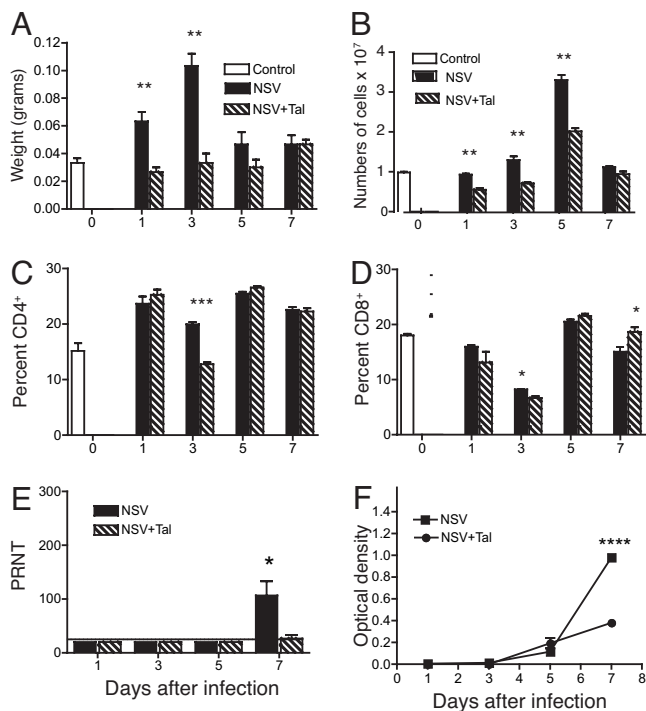 A
Weight (grams)
0.12
0.10
0.08
0.06
0.04
0.02
0.00
**
**
Control
NSV
NSV+Tal
0 1 3 5 7
B
Numbers of cells x 10⁷
4
3
2
1
0
Control
NSV
NSV+Tal
**
**
**
0 1 3 5 7
C
Percent CD4⁺
30
20
10
0
***
0 1 3 5 7
D
Percent CD8⁺
30
20
10
0
*
*
0 1 3 5 7
E
PRNT
300
200
100
0
NSV
NSV+Tal
*
1 3 5 7
Days after infection
F
Optical density
1.4
1.2
1.0
0.8
0.6
0.4
0.2
0.0
NSV
NSV+Tal
****
0 1 2 3 4 5 6 7 8
Days after infection